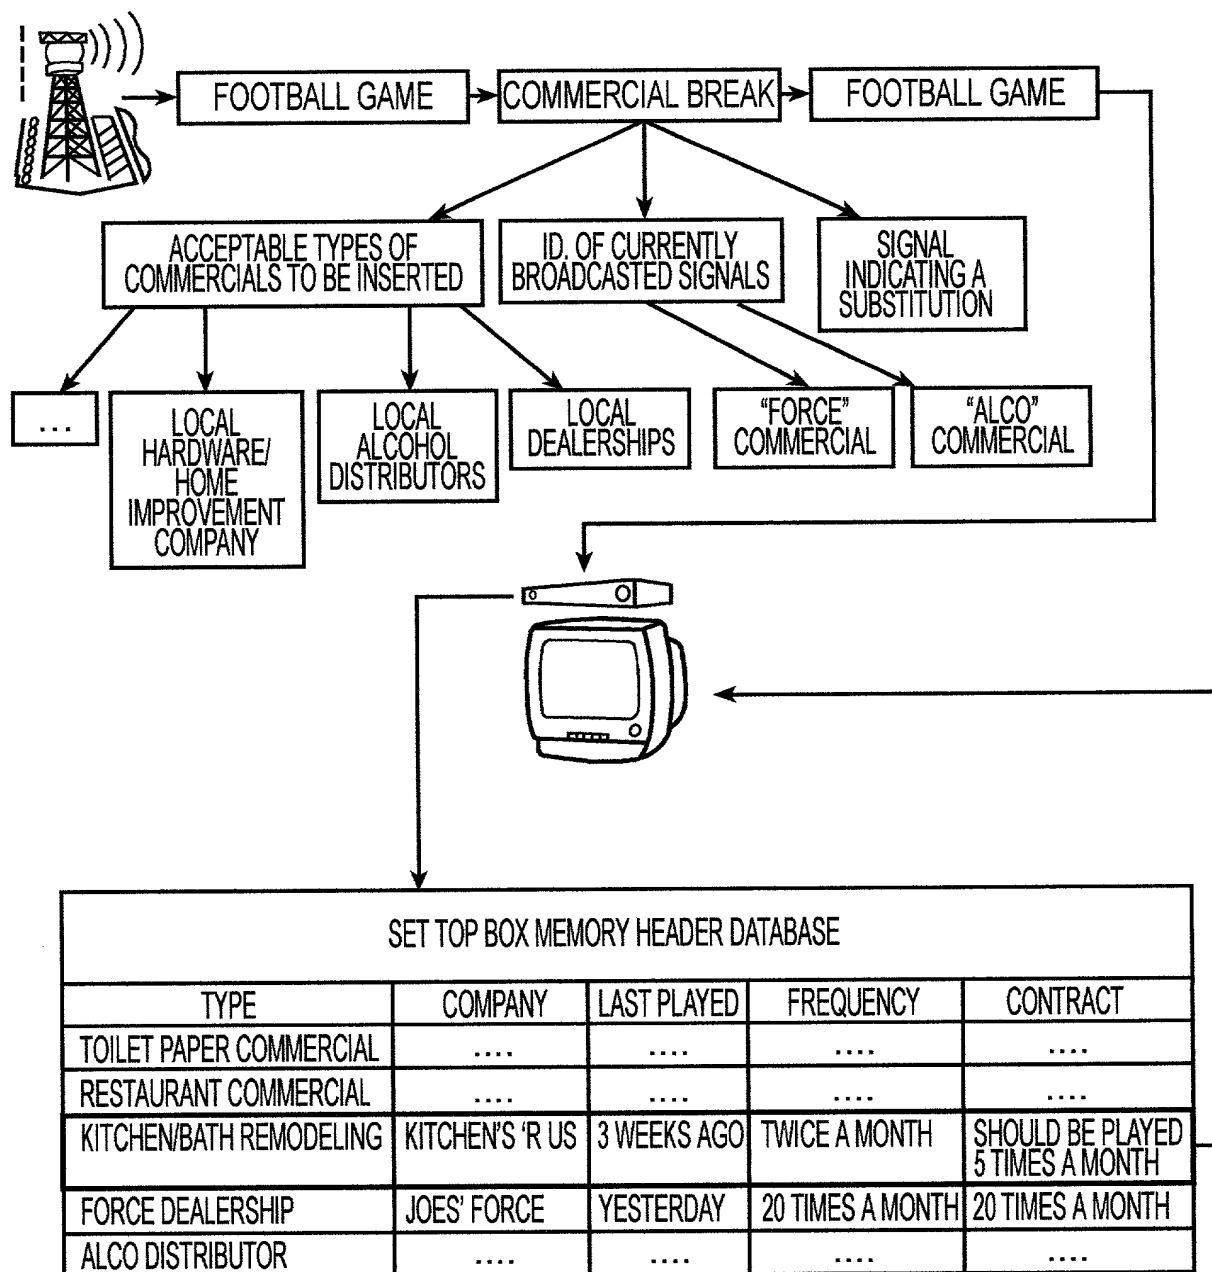 FOOTBALL GAME
COMMERCIAL BREAK
FOOTBALL GAME
ACCEPTABLE TYPES OF
COMMERCIALS TO BE INSERTED
ID. OF CURRENTLY
BROADCASTED SIGNALS
SIGNAL
INDICATING A
SUBSTITUTION
...
LOCAL
HARDWARE/
HOME
IMPROVEMENT
COMPANY
LOCAL
ALCOHOL
DISTRIBUTORS
LOCAL
DEALERSHIPS
“FORCE”
COMMERCIAL
“ALCO”
COMMERCIAL
SET TOP BOX MEMORY HEADER DATABASE
TYPE COMPANY LAST PLAYED FREQUENCY CONTRACT
TOILET PAPER COMMERCIAL .... .... .... ....
RESTAURANT COMMERCIAL .... .... .... ....
KITCHEN/BATH REMODELING KITCHEN'S 'R US 3 WEEKS AGO TWICE A MONTH SHOULD BE PLAYED
5 TIMES A MONTH
FORCE DEALERSHIP JOES' FORCE YESTERDAY 20 TIMES A MONTH 20 TIMES A MONTH
ALCO DISTRIBUTOR .... .... .... ....